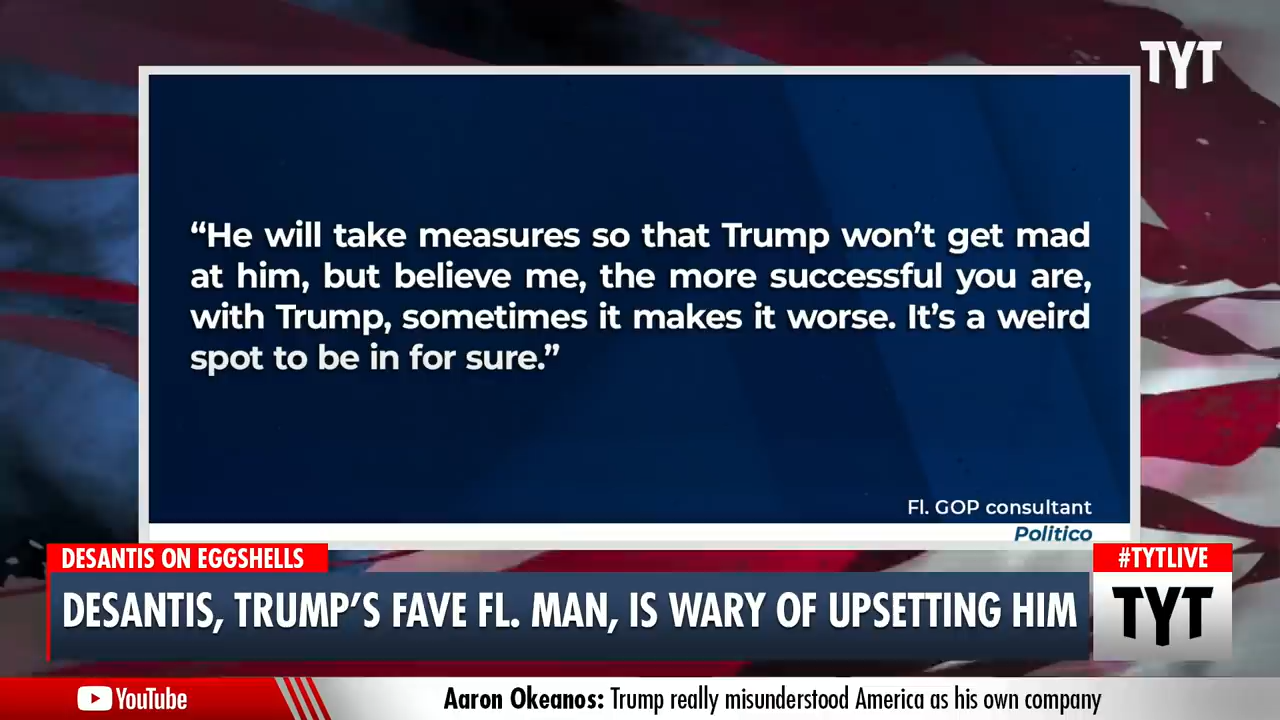 TYT
“He will take measures so that Trump won’t get mad
at him, but believe me, the more successful you are,
with Trump, sometimes it makes it worse. It’s a weird
spot to be in for sure.”
Fl. GOP consultant
Politico
DESANTIS ON EGGSHELLS
#TYTLIVE
DESANTIS, TRUMP’S FAVE FL. MAN, IS WARY OF UPSETTING HIM
TYT
YouTube
Aaron Okeanos: Trump really misunderstood America as his own company